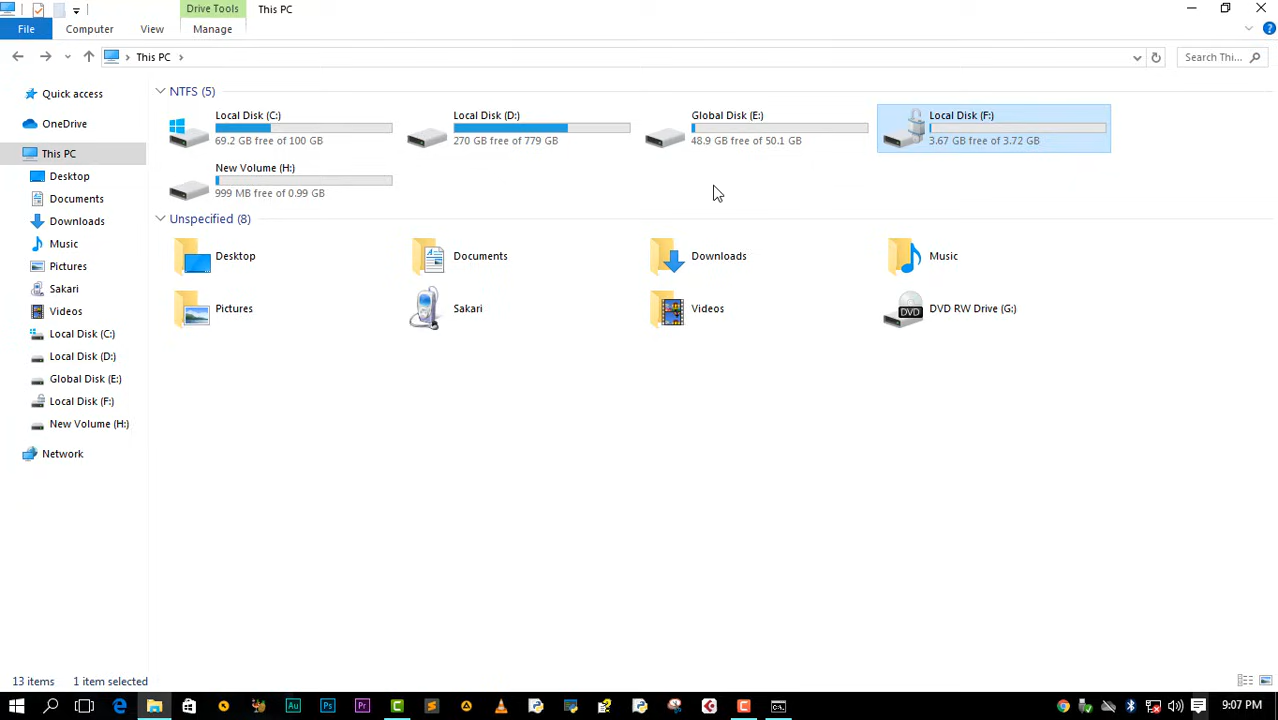 Drive Tools
This PC
File
Computer
View
Manage
This PC
Search Thi...
Quick access
OneDrive
This PC
Desktop
Documents
Downloads
Music
Pictures
Sakari
Videos
Local Disk (C:)
Local Disk (D:)
Global Disk (E:)
Local Disk (F:)
New Volume (H:)
Network
NTFS (5)
Local Disk (C:)
69.2 GB free of 100 GB
Local Disk (D:)
270 GB free of 779 GB
Global Disk (E:)
48.9 GB free of 50.1 GB
Local Disk (F:)
3.67 GB free of 3.72 GB
New Volume (H:)
999 MB free of 0.99 GB
Unspecified (8)
Desktop
Documents
Downloads
Music
Pictures
Sakari
Videos
DVD
DVD RW Drive (G:)
13 items
1 item selected
Au
Ps
Pr
9:07 PM